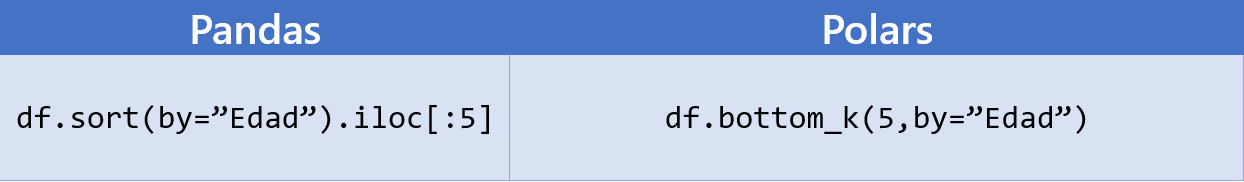 Pandas Polars
df.sort(by=”Edad”).iloc[:5] df.bottom_k(5,by=”Edad”)